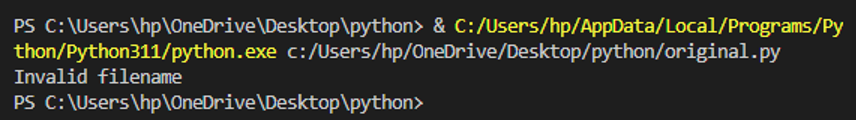 PS C:\Users\hp\OneDrive\Desktop\python> & C:/Users/hp/AppData/Local/Programs/Py
thon/Python311/python.exe c:/Users/hp/OneDrive/Desktop/python/original.py
Invalid filename
PS C:\Users\hp\OneDrive\Desktop\python>